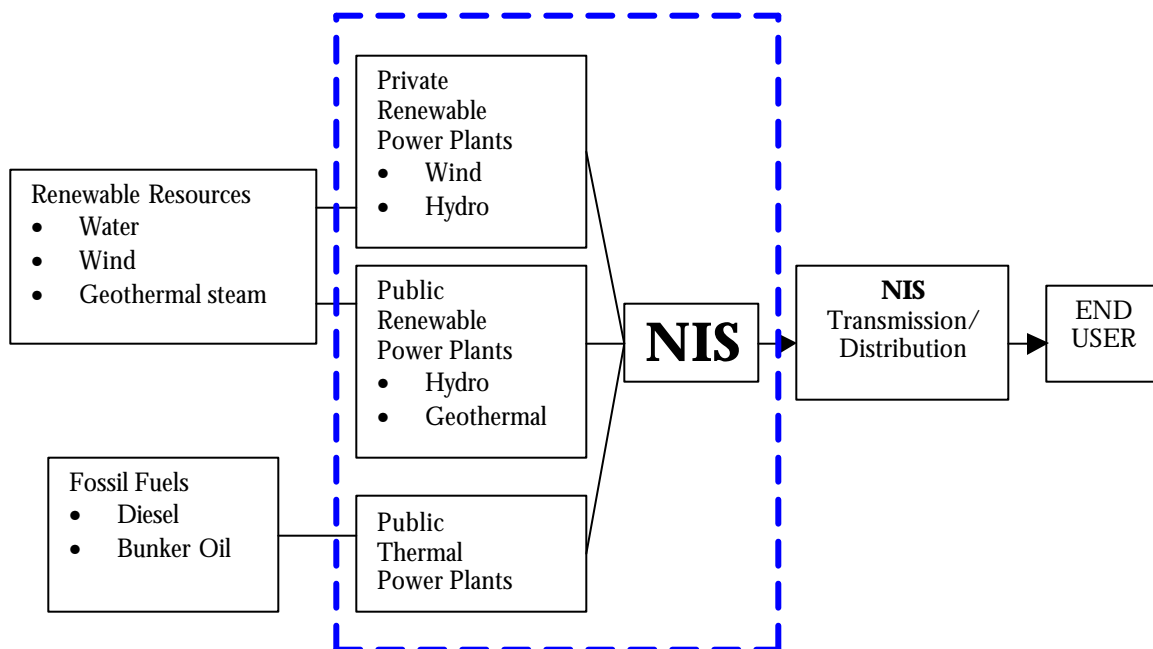 Private
Renewable
Power Plants
• Wind
• Hydro
Renewable Resources
• Water
• Wind
• Geothermal steam
Public
Renewable
Power Plants
• Hydro
• Geothermal
NIS
NIS
Transmission/
Distribution
END
USER
Fossil Fuels
• Diesel
• Bunker Oil
Public
Thermal
Power Plants